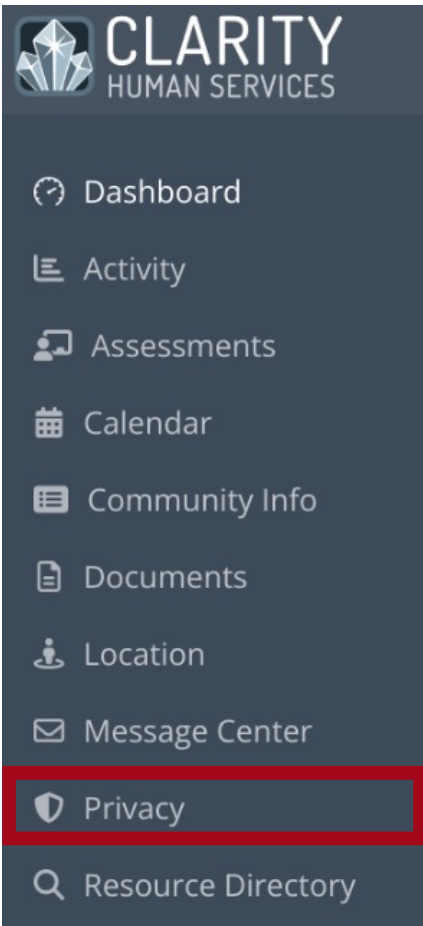 CLARITY
HUMAN SERVICES
Dashboard
Activity
Assessments
Calendar
Community Info
Documents
Location
Message Center
Privacy
Resource Directory